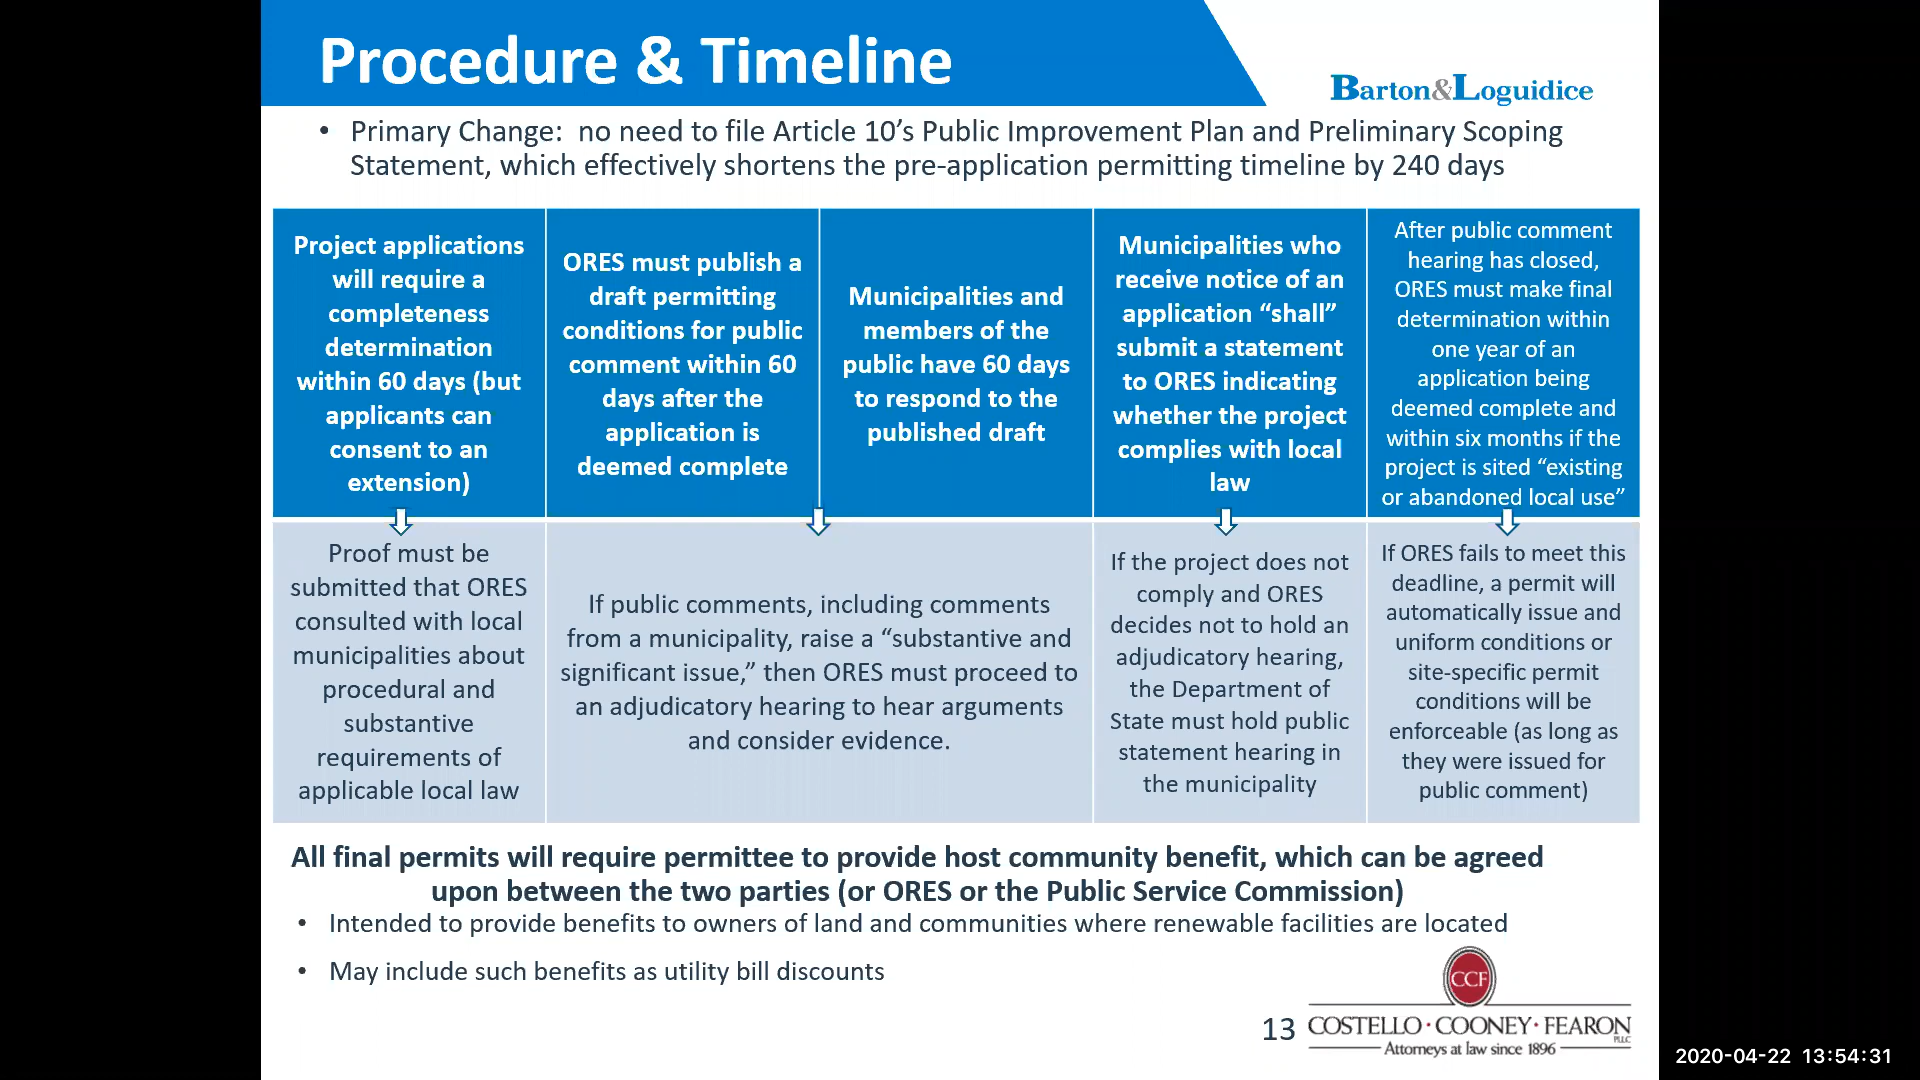 Procedure & Timeline
Barton&Loguidice
• Primary Change:  no need to file Article 10’s Public Improvement Plan and Preliminary Scoping
Statement, which effectively shortens the pre-application permitting timeline by 240 days
Project applications
will require a
completeness
determination
within 60 days (but
applicants can
consent to an
extension)
ORES must publish a
draft permitting
conditions for public
comment within 60
days after the
application is
deemed complete
Municipalities and
members of the
public have 60 days
to respond to the
published draft
Municipalities who
receive notice of an
application “shall”
submit a statement
to ORES indicating
whether the project
complies with local
law
After public comment
hearing has closed,
ORES must make final
determination within
one year of an
application being
deemed complete and
within six months if the
project is sited “existing
or abandoned local use”
Proof must be
submitted that ORES
consulted with local
municipalities about
procedural and
substantive
requirements of
applicable local law
If public comments, including comments
from a municipality, raise a “substantive and
significant issue,” then ORES must proceed to
an adjudicatory hearing to hear arguments
and consider evidence.
If the project does not
comply and ORES
decides not to hold an
adjudicatory hearing,
the Department of
State must hold public
statement hearing in
the municipality
If ORES fails to meet this
deadline, a permit will
automatically issue and
uniform conditions or
site-specific permit
conditions will be
enforceable (as long as
they were issued for
public comment)
All final permits will require permittee to provide host community benefit, which can be agreed
upon between the two parties (or ORES or the Public Service Commission)
• Intended to provide benefits to owners of land and communities where renewable facilities are located
• May include such benefits as utility bill discounts
CCF
13
COSTELLO · COONEY · FEARON
PLLC
Attorneys at law since 1896
2020-04-22 13:54:31